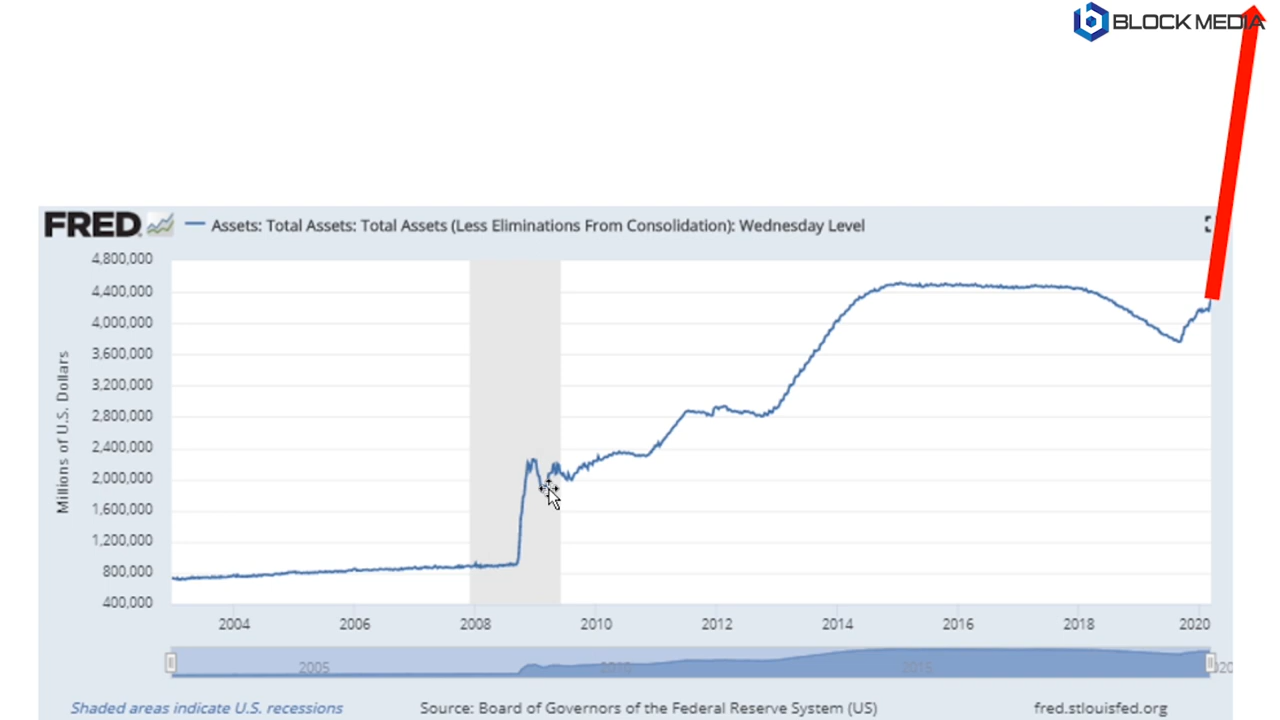 BLOCK MEDIA
FRED
Assets: Total Assets: Total Assets (Less Eliminations From Consolidation): Wednesday Level
Millions of U.S. Dollars
4,800,000
4,400,000
4,000,000
3,600,000
3,200,000
2,800,000
2,400,000
2,000,000
1,600,000
1,200,000
800,000
400,000
2004 2006 2008 2010 2012 2014 2016 2018 2020
2005 2010 2015 020
Shaded areas indicate U.S. recessions Source: Board of Governors of the Federal Reserve System (US) fred.stlouisfed.org